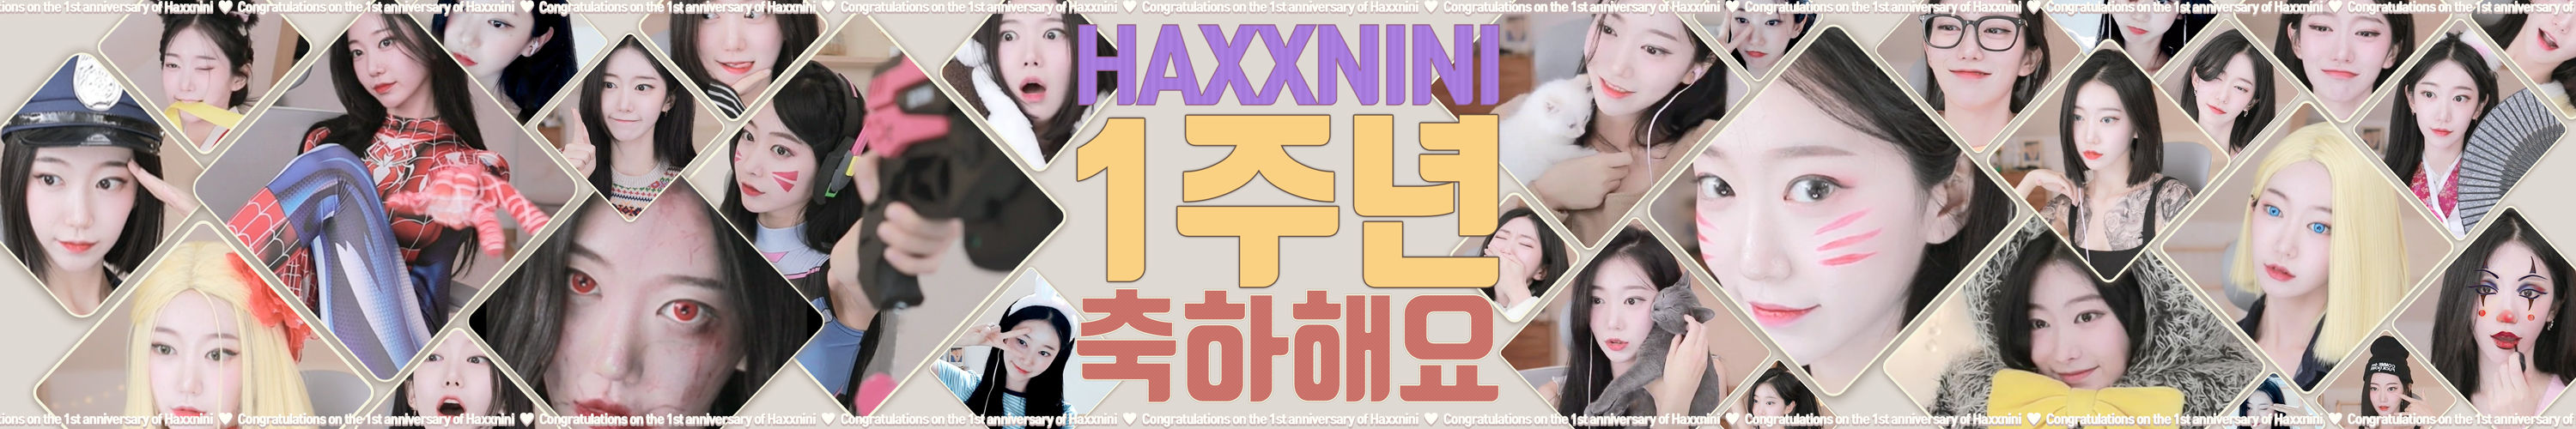 ions on the 1st anniversary of Haxxnini ♥ Congratulations on the 1st anniversary of Haxxnini ♥ Congratulations on the 1st anniversary of Haxxnini ♥ Congratulations on the 1st anniversary of Haxxnini ♥ Congratulations on the 1st anniversary of Haxxnini ♥ Congratulations on the 1st anniversary of Haxxnini ♥ Congratulations on the 1st anniversary of Haxxnini ♥ Congratulations on the 1st anniversary of Haxxnini ♥ Congratulations on the 1st anniversary of
HAXXNINI
1주년
축하해요
ions on the 1st anniversary of Haxxnini ♥ Congratulations on the 1st anniversary of Haxxnini ♥ Congratulations on the 1st anniversary of Haxxnini ♥ Congratulations on the 1st anniversary of Haxxnini ♥ Congratulations on the 1st anniversary of Haxxnini ♥ Congratulations on the 1st anniversary of Haxxnini ♥ Congratulations on the 1st anniversary of Haxxnini ♥ Congratulations on the 1st anniversary of Haxxnini ♥ Congratulations on the 1st anniversary of